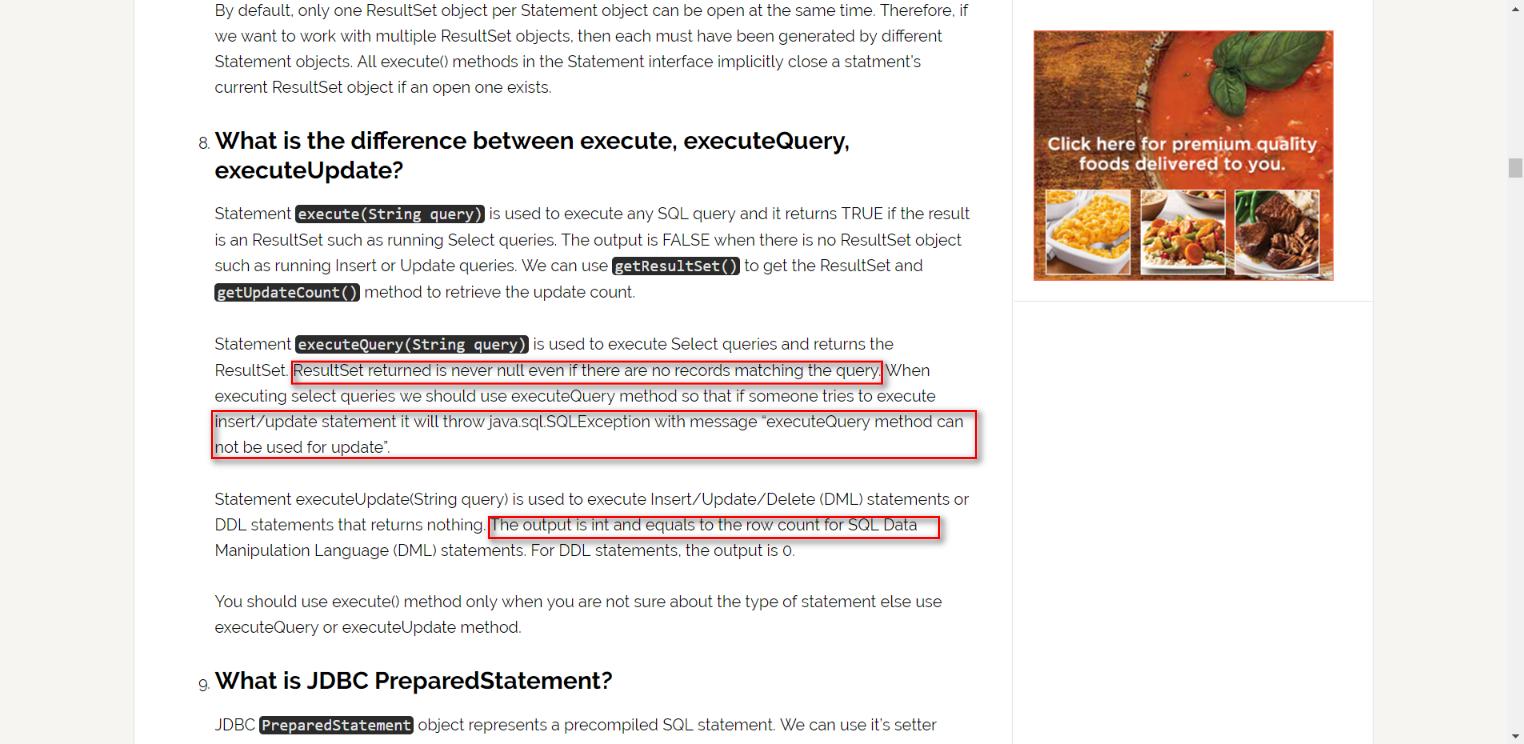 By default, only one ResultSet object per Statement object can be open at the same time. Therefore, if
we want to work with multiple ResultSet objects, then each must have been generated by different
Statement objects. All execute() methods in the Statement interface implicitly close a statment's
current ResultSet object if an open one exists.
8. What is the difference between execute, executeQuery,
executeUpdate?
Statement execute(String query) is used to execute any SQL query and it returns TRUE if the result
is an ResultSet such as running Select queries. The output is FALSE when there is no ResultSet object
such as running Insert or Update queries. We can use getResultSet() to get the ResultSet and
getUpdateCount() method to retrieve the update count.
Statement executeQuery(String query) is used to execute Select queries and returns the
ResultSet. ResultSet returned is never null even if there are no records matching the query. When
executing select queries we should use executeQuery method so that if someone tries to execute
insert/update statement it will throw java.sql.SQLException with message “executeQuery method can
not be used for update”.
Statement executeUpdate(String query) is used to execute Insert/Update/Delete (DML) statements or
DDL statements that returns nothing. The output is int and equals to the row count for SQL Data
Manipulation Language (DML) statements. For DDL statements, the output is 0.
You should use execute() method only when you are not sure about the type of statement else use
executeQuery or executeUpdate method.
9. What is JDBC PreparedStatement?
JDBC PreparedStatement object represents a precompiled SQL statement. We can use it's setter
Click here for premium quality
foods delivered to you.